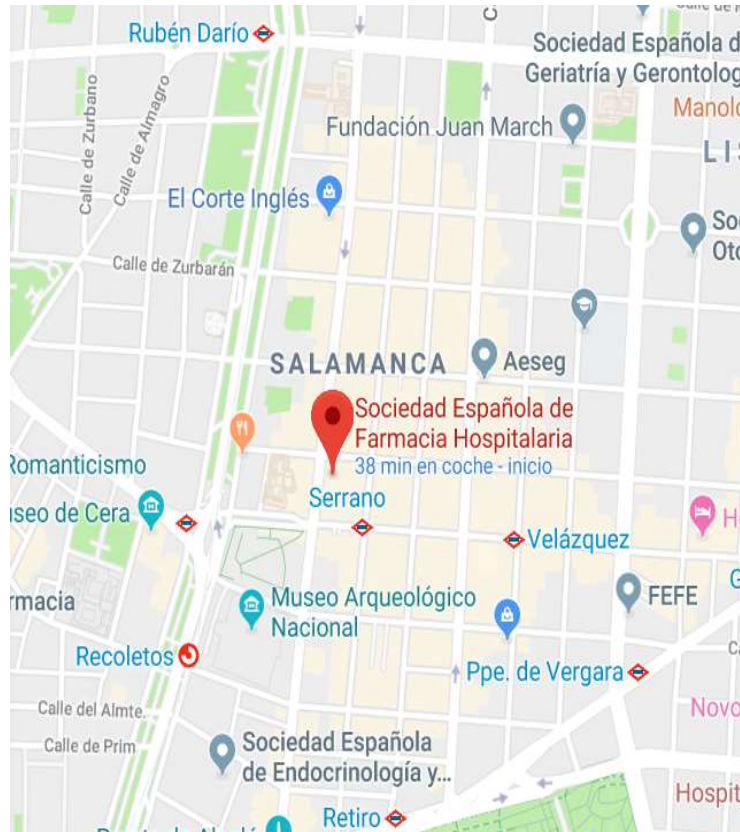 Rubén Darío
Sociedad Española d
Geriatría y Gerontolog
Manolo
Calle de Zurbano
Calle de Almagro
Fundación Juan March
LIS
El Corte Inglés
Calle de Zurbarán
SALAMANCA
Aeseg
Sociedad Española de
Farmacia Hospitalaria
38 min en coche - inicio
Romanticismo
Serrano
useo de Cera
Velázquez
rmacia
Museo Arqueológico
Nacional
FEFE
Recoletos
Ppe. de Vergara
Calle del Almte.
Calle de Prim
Novo
Sociedad Española
de Endocrinología y...
Hospit
Retiro